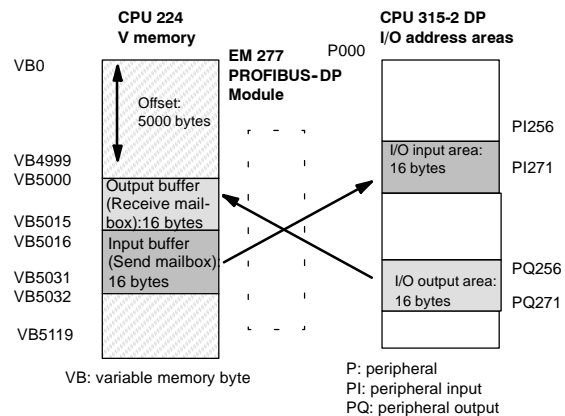 CPU 224
V memory
CPU 315-2 DP
I/O address areas
EM 277
PROFIBUS-DP
Module
P000
VB0
Offset:
5000 bytes
VB4999
VB5000
Output buffer
(Receive mail-
box):16 bytes
VB5015
VB5016
Input buffer
(Send mailbox):
16 bytes
VB5031
VB5032
VB5119
PI256
I/O input area:
16 bytes
PI271
PQ256
I/O output area:
16 bytes
PQ271
VB: variable memory byte
P: peripheral
PI: peripheral input
PQ: peripheral output